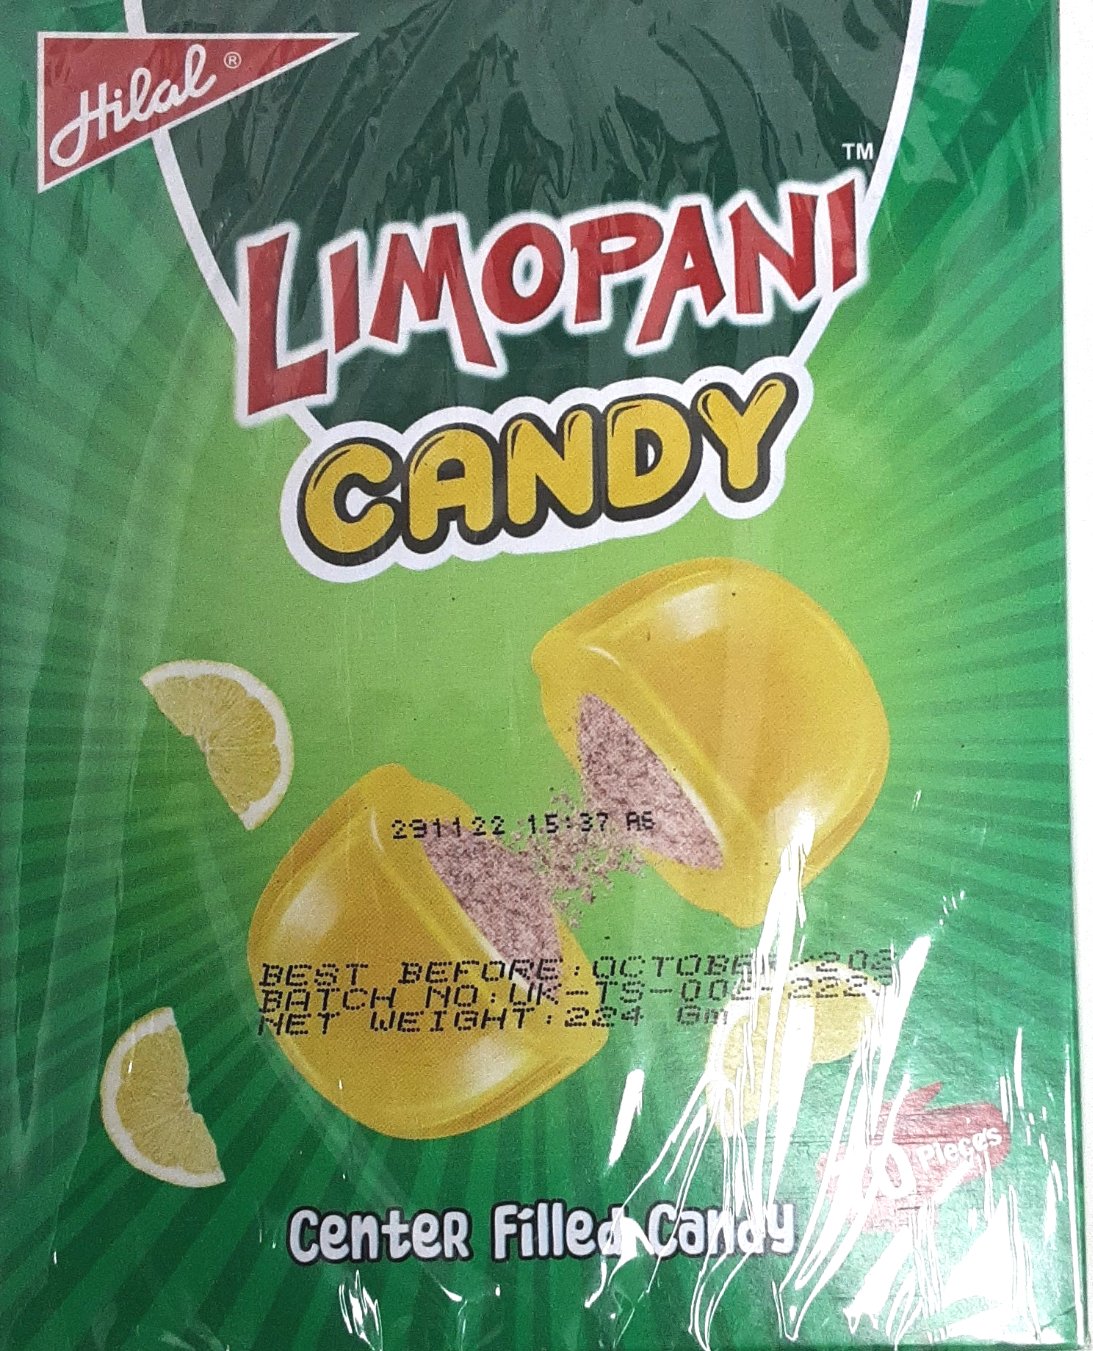 Hilal ®
TM
LIMOPANI
CANDY
291122 15:37 A6
BEST BEFORE:OCTOBER
BATCH NO:UK-TS-
NET WEIGHT:224 Gm
Pieces
Center Filled Candy